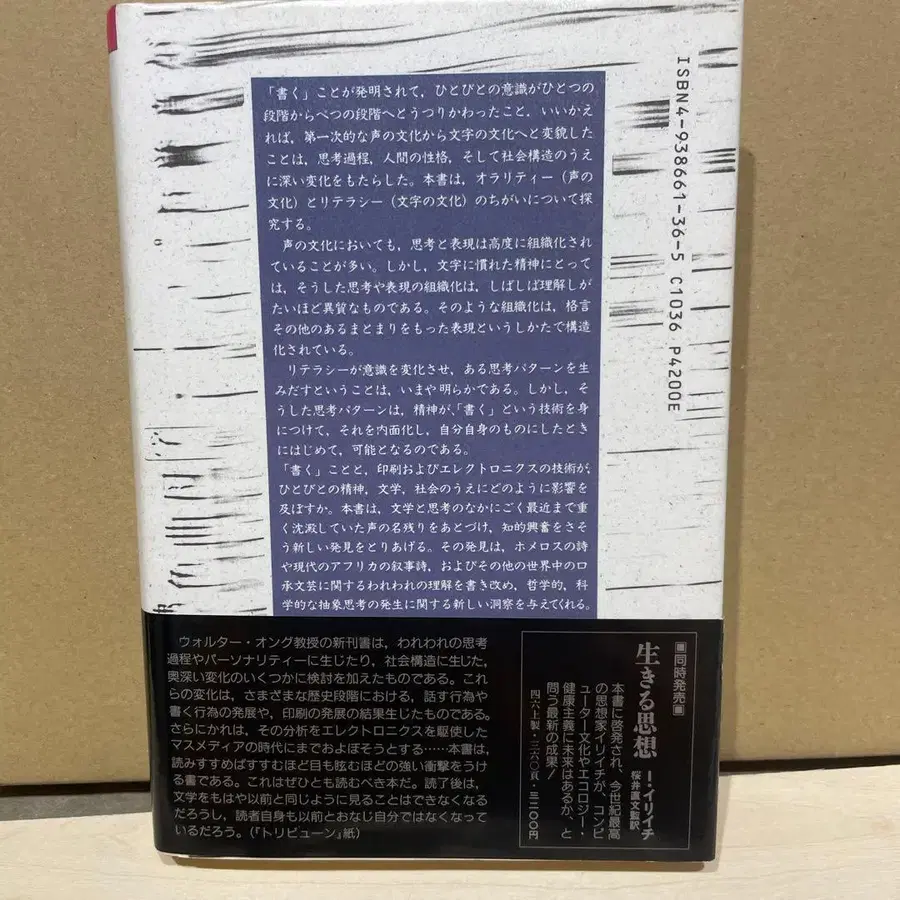 「書く」ことが発明されて，ひとびとの意識がひとつの
段階からべつの段階へとうつりかわったこと，いいかえ
れば，第一次的な声の文化から文字の文化へと変貌した
ことは，思考過程，人間の性格，そして社会構造のうえ
に深い変化をもたらした。本書は，オラリティー（声の
文化）とリテラシー（文字の文化）のちがいについて探
究する。
声の文化においても，思考と表現は高度に組織化され
ていることが多い。しかし，文字に慣れた精神にとって
は，そうした思考や表現の組織化は，しばしば理解しが
たいほど異質なものである。そのような組織化は，格言
その他のあるまとまりをもった表現というしかたで構造
化されている。
リテラシーが意識を変化させ，ある思考パターンを生
みだすということは，いまや明らかである。しかし，そ
うした思考パターンは，精神が，「書く」という技術を身
につけて，それを内面化し，自分自身のものにしたとき
にはじめて，可能となるのである。
「書く」ことと，印刷およびエレクトロニクスの技術が，
ひとびとの精神，文学，社会のうえにどのように影響を
及ぼすか。本書は，文学と思考のなかにごく最近まで重
く沈澱していた声の名残りをあとづけ，知的興奮をさそ
う新しい発見をとりあげる。その発見は，ホメロスの詩
や現代のアフリカの叙事詩，およびその他の世界中の口
承文芸に関するわれわれの理解を書き改め，哲学的，科
学的な抽象思考の発生に関する新しい洞察を与えてくれる。
ISBN4-938661-36-5 C1036 P4200E
ウォルター・オング教授の新刊書は，われわれの思考
過程やパーソナリティーに生じたり，社会構造に生じた，
奥深い変化のいくつかに検討を加えたものである。これ
らの変化は，さまざまな歴史段階における，話す行為や
書く行為の発展や，印刷の発展の結果生じたものである。
さらにかれは，その分析をエレクトロニクスを駆使した
マスメディアの時代にまでおよぼそうとする……本書は，
読みすすめばすすむほど目も眩むほどの強い衝撃をうけ
る書である。これはぜひとも読むべき本だ。読了後は，
文学をもはや以前と同じように見ることはできなくなる
だろうし，読者自身も以前とおなじ自分ではなくなって
いるだろう。（『トリビューン』紙）
■同時発売■
生きる思想 I・イリイチ
桜井直文監訳
本書に啓発され、今世紀最高
の思想家イリイチが、コンピ
ューター文化やエコロジー・
健康主義に未来はあるか、と
問う最新の成果！
四六上製・二六〇頁・三二〇〇円